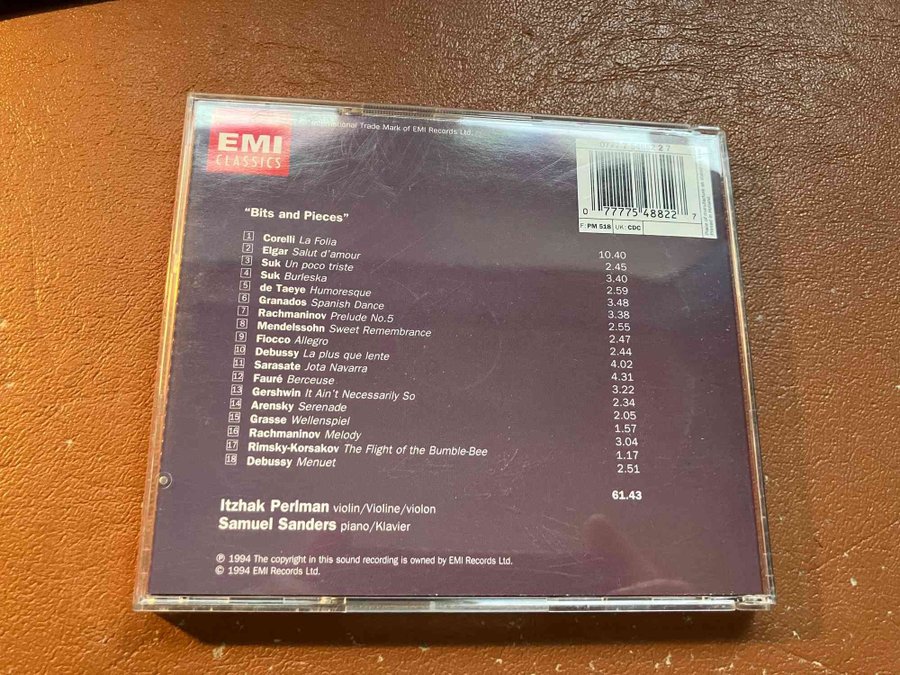 EMI
CLASSICS
International Trade Mark of EMI Records Ltd.
0 77775 48822 7
F: PM 518 UK: CDC
"Bits and Pieces"
1 Corelli La Folia 10.40
2 Elgar Salut d'amour 2.45
3 Suk Un poco triste 3.40
4 Suk Burleska 2.59
5 de Taeye Humoresque 3.48
6 Granados Spanish Dance 3.38
7 Rachmaninov Prelude No.5 2.55
8 Mendelssohn Sweet Remembrance 2.47
9 Fiocco Allegro 2.44
10 Debussy La plus que lente 4.02
11 Sarasate Jota Navarra 4.31
12 Fauré Berceuse 3.22
13 Gershwin It Ain't Necessarily So 2.34
14 Arensky Serenade 2.05
15 Grasse Wellenspiel 1.57
16 Rachmaninov Melody 3.04
17 Rimsky-Korsakov The Flight of the Bumble-Bee 1.17
18 Debussy Menuet 2.51
61.43
Itzhak Perlman violin/Violine/violon
Samuel Sanders piano/Klavier
℗ 1994 The copyright in this sound recording is owned by EMI Records Ltd.
© 1994 EMI Records Ltd.